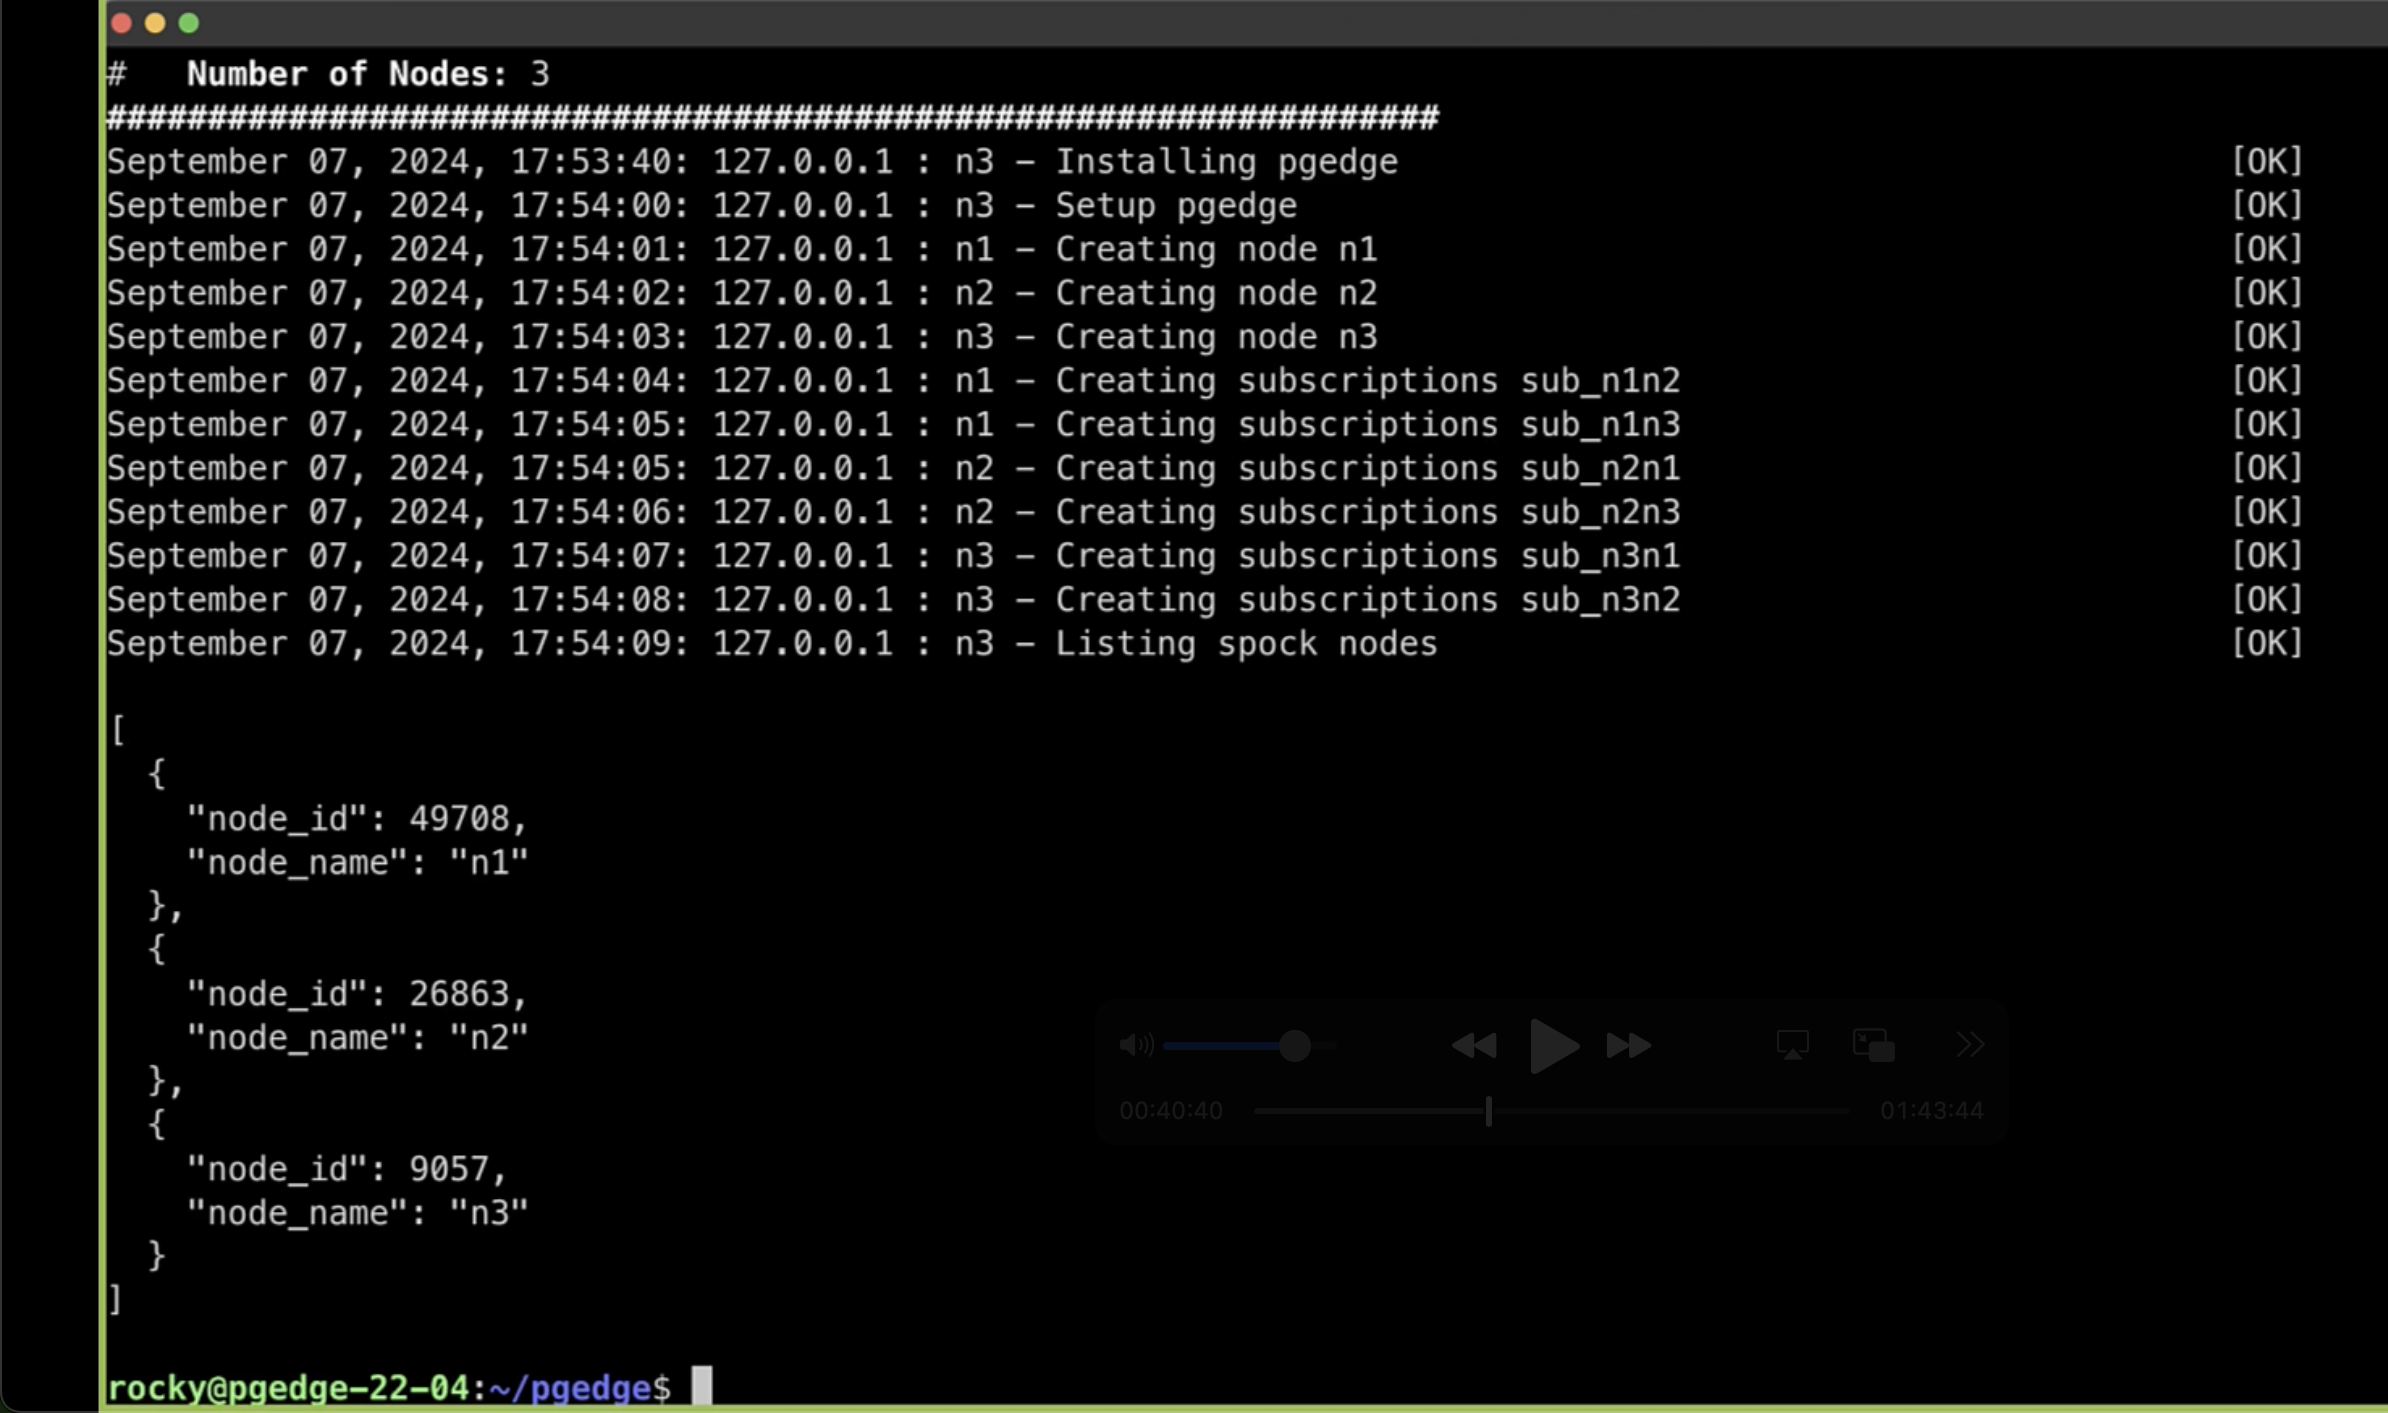 #   Number of Nodes: 3
##################################################################
September 07, 2024, 17:53:40: 127.0.0.1 : n3 – Installing pgedge [OK]
September 07, 2024, 17:54:00: 127.0.0.1 : n3 – Setup pgedge [OK]
September 07, 2024, 17:54:01: 127.0.0.1 : n1 – Creating node n1 [OK]
September 07, 2024, 17:54:02: 127.0.0.1 : n2 – Creating node n2 [OK]
September 07, 2024, 17:54:03: 127.0.0.1 : n3 – Creating node n3 [OK]
September 07, 2024, 17:54:04: 127.0.0.1 : n1 – Creating subscriptions sub_n1n2 [OK]
September 07, 2024, 17:54:05: 127.0.0.1 : n1 – Creating subscriptions sub_n1n3 [OK]
September 07, 2024, 17:54:05: 127.0.0.1 : n2 – Creating subscriptions sub_n2n1 [OK]
September 07, 2024, 17:54:06: 127.0.0.1 : n2 – Creating subscriptions sub_n2n3 [OK]
September 07, 2024, 17:54:07: 127.0.0.1 : n3 – Creating subscriptions sub_n3n1 [OK]
September 07, 2024, 17:54:08: 127.0.0.1 : n3 – Creating subscriptions sub_n3n2 [OK]
September 07, 2024, 17:54:09: 127.0.0.1 : n3 – Listing spock nodes [OK]
[
  {
    "node_id": 49708,
    "node_name": "n1"
  },
  {
    "node_id": 26863,
    "node_name": "n2"
  },
  {
    "node_id": 9057,
    "node_name": "n3"
  }
]
00:40:40 01:43:44
rocky@pgedge-22-04:~/pgedge$